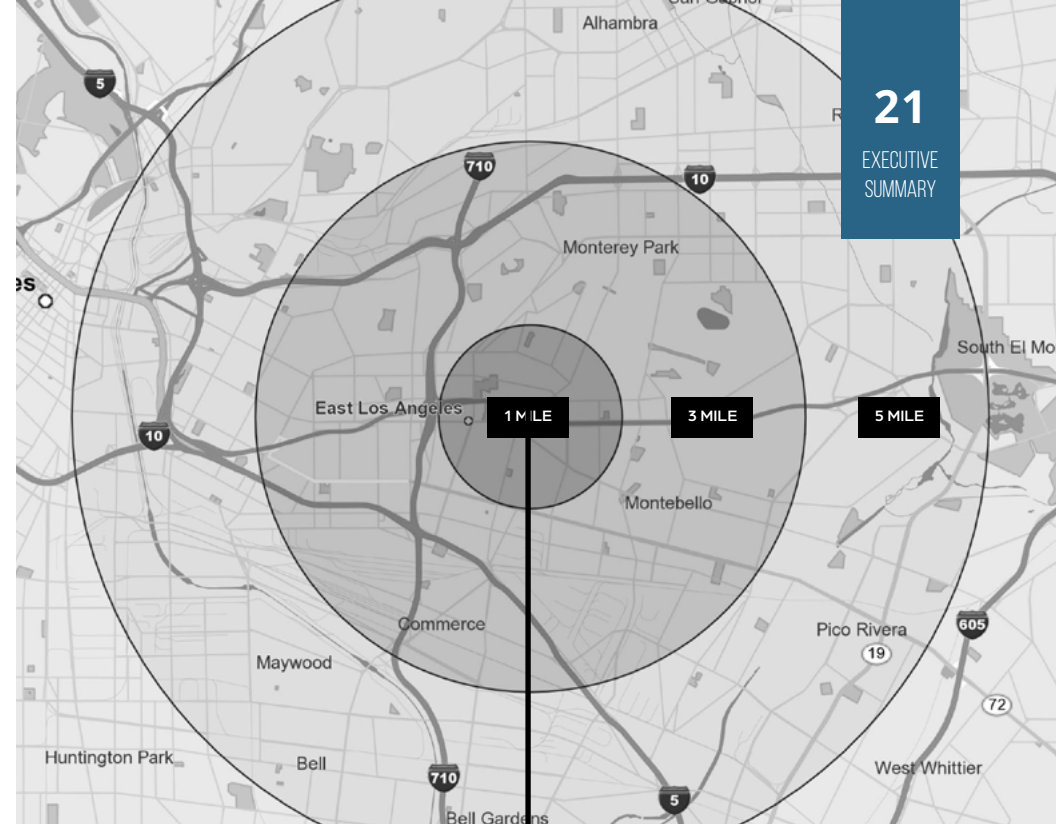 San Gabriel
Alhambra
5
21
R
EXECUTIVE
SUMMARY
710
10
Monterey Park
es
South El Mo
East Los Angeles
1 MILE
3 MILE
5 MILE
10
Montebello
Commerce
Pico Rivera
605
19
Maywood
72
Huntington Park
Bell
West Whittier
710
5
Bell Gardens